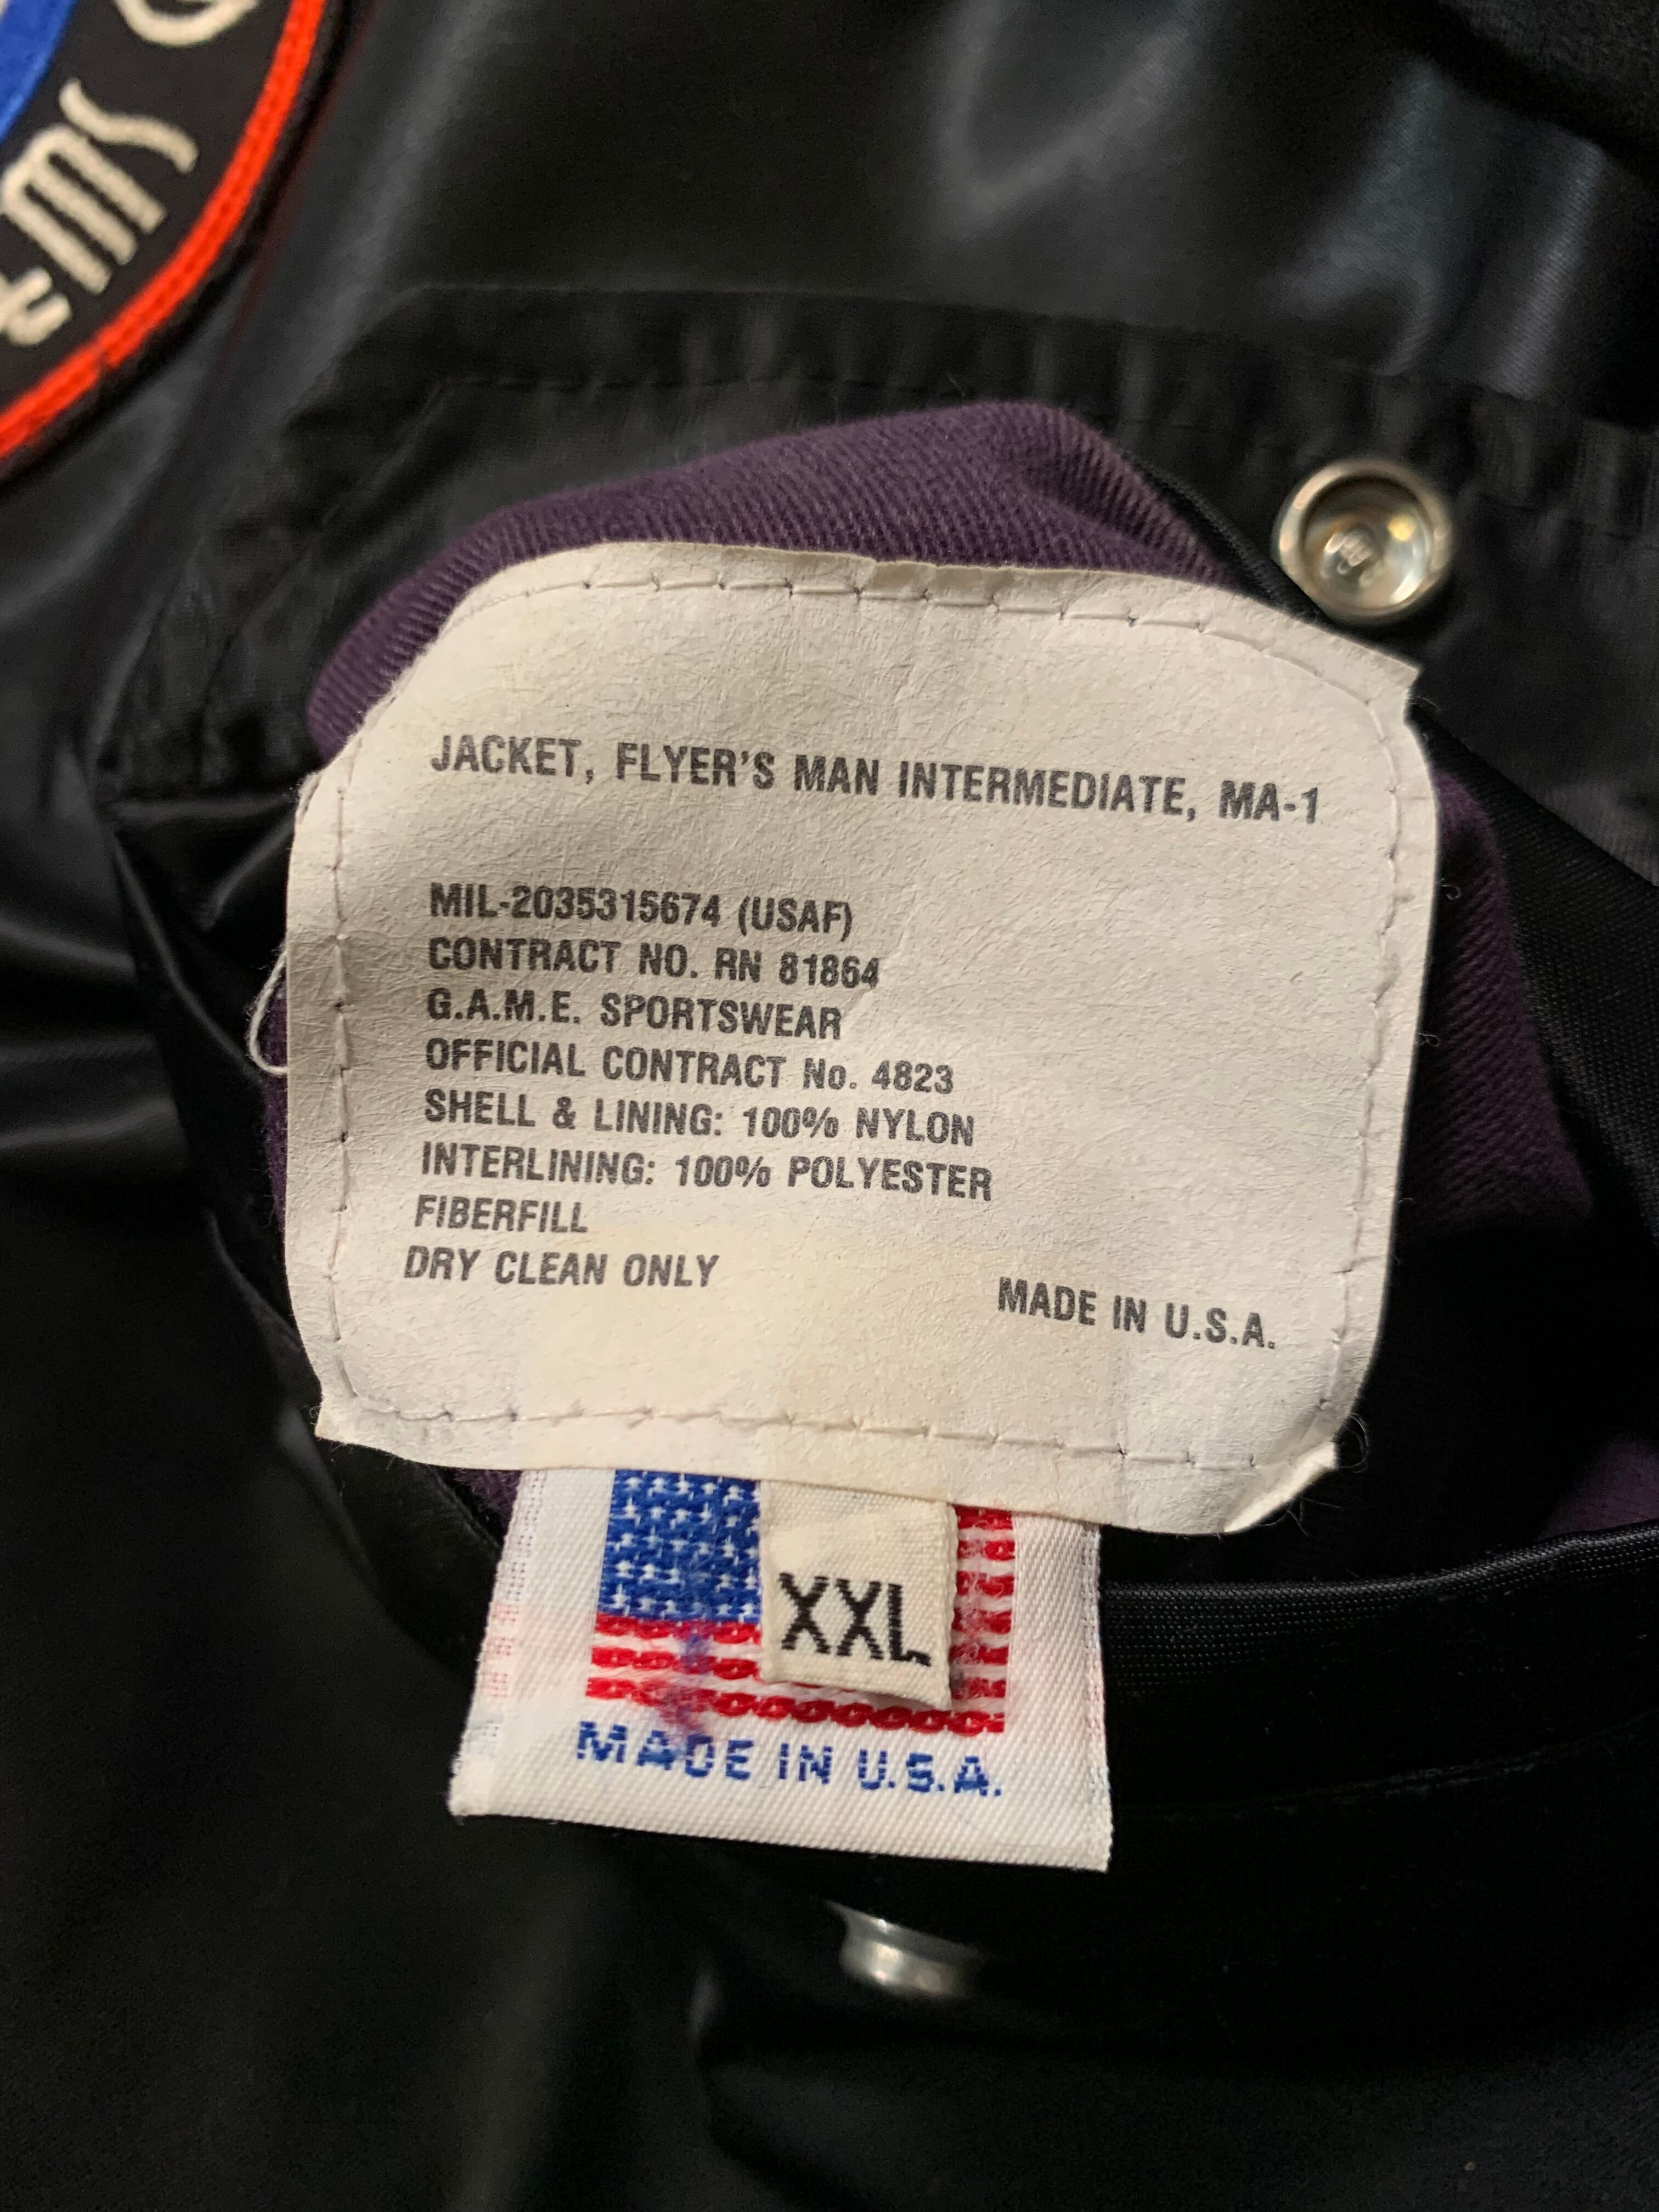 JACKET, FLYER'S MAN INTERMEDIATE, MA-1
MIL-2035315674 (USAF)
CONTRACT NO. RN 81864
G.A.M.E. SPORTSWEAR
OFFICIAL CONTRACT No. 4823
SHELL & LINING: 100% NYLON
INTERLINING: 100% POLYESTER
FIBERFILL
DRY CLEAN ONLY
MADE IN U.S.A.
XXL
MADE IN U.S.A.